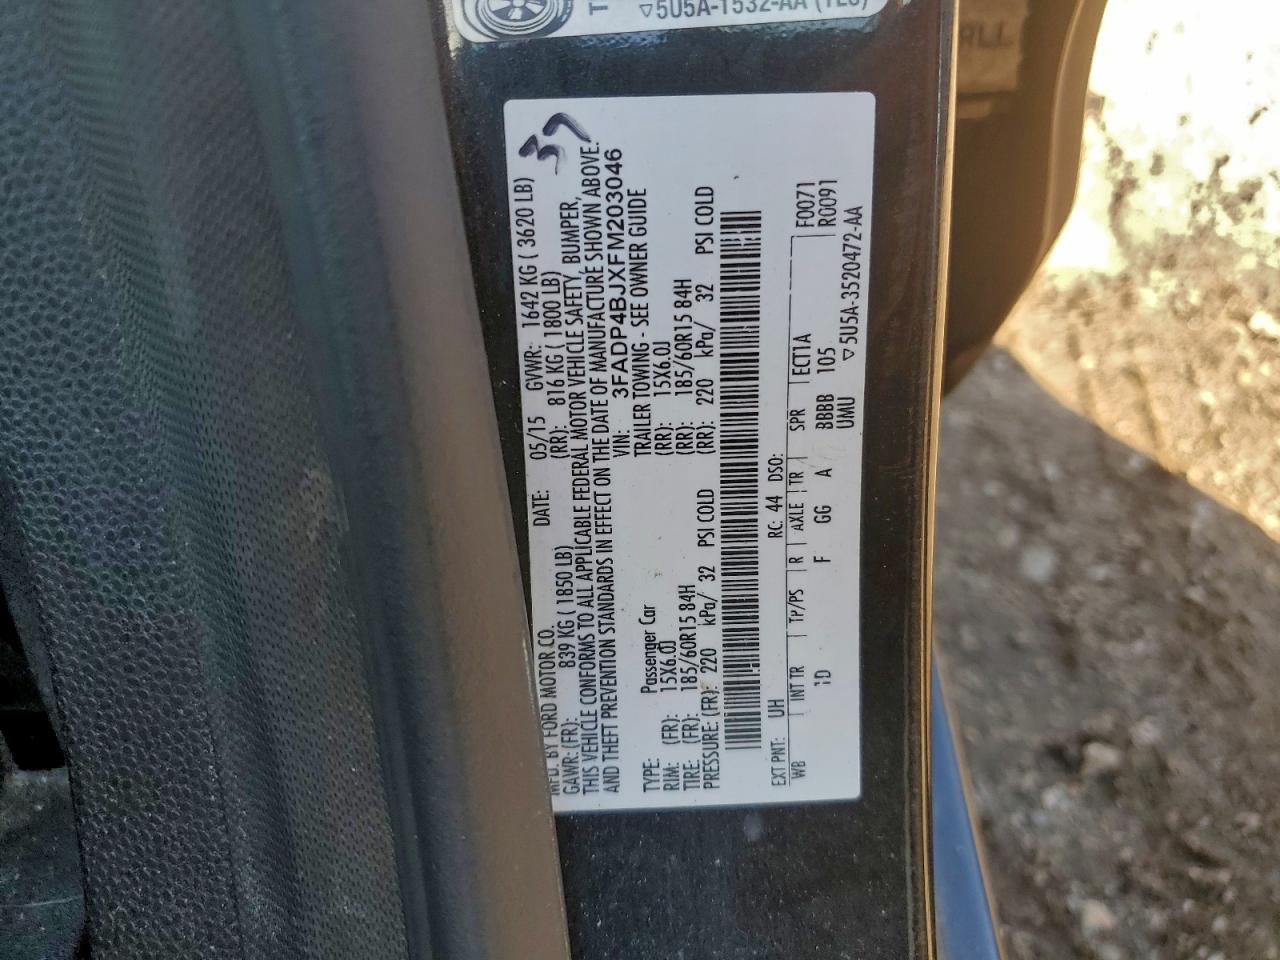 ▽5U5A-1532-AA
37
MFD. BY FORD MOTOR CO. DATE: 05/15 GVWR: 1642 KG ( 3620 LB)
GAWR: (FR): 839 KG ( 1850 LB) (RR): 816 KG ( 1800 LB)
THIS VEHICLE CONFORMS TO ALL APPLICABLE FEDERAL MOTOR VEHICLE SAFETY, BUMPER,
AND THEFT PREVENTION STANDARDS IN EFFECT ON THE DATE OF MANUFACTURE SHOWN ABOVE.
VIN: 3FADP4BJXFM203046
TYPE: Passenger Car TRAILER TOWING - SEE OWNER GUIDE
RIM: (FR): 15X6.0J (RR): 15X6.0J
TIRE: (FR): 185/60R15 84H (RR): 185/60R15 84H
PRESSURE: (FR): 220 kPa/ 32 PSI COLD (RR): 220 kPa/ 32 PSI COLD
EXT PNT: UH RC: 44 DSO:
WB INT TR TP/PS R AXLE TR SPR ECT1A F0071
1D F GG A BBBB 105 R0091
UMU ▽5U5A-3520472-AA